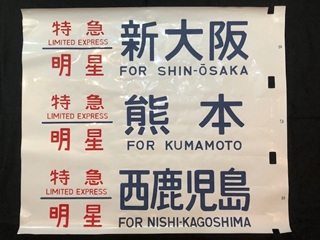 特急 新大阪
LIMITED EXPRESS
明星 FOR SHIN-ŌSAKA
特急 熊本
LIMITED EXPRESS
明星 FOR KUMAMOTO
特急 西鹿児島
LIMITED EXPRESS
明星 FOR NISHI-KAGOSHIMA